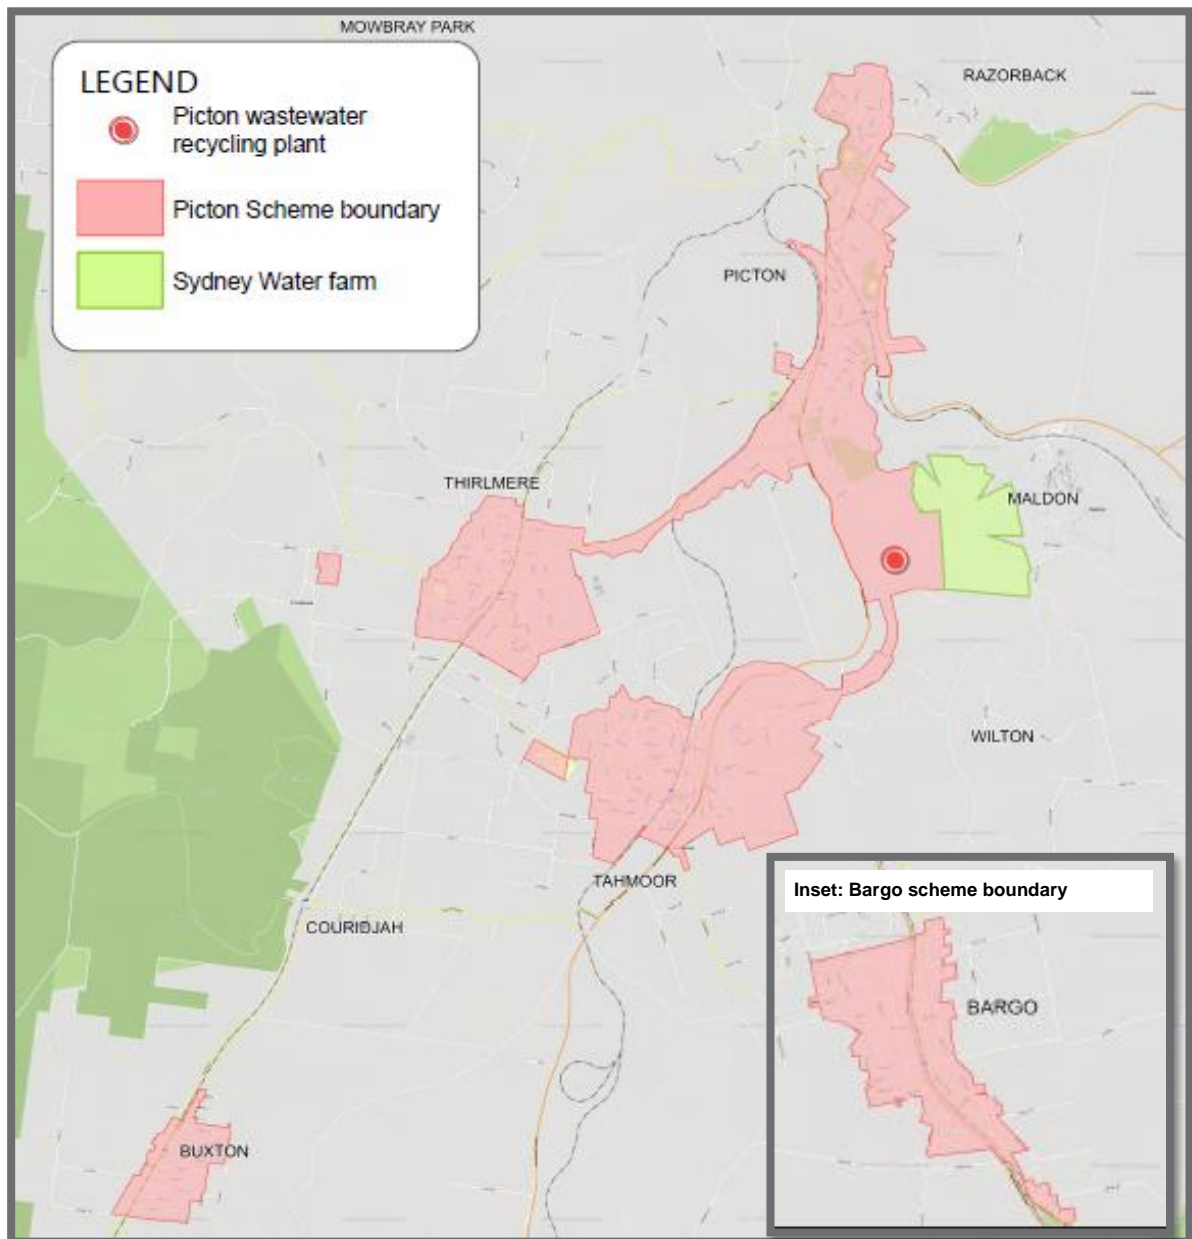 MOWBRAY PARK
LEGEND
Picton wastewater
recycling plant
Picton Scheme boundary
Sydney Water farm
RAZORBACK
PICTON
THIRLMERE
MALDON
WILTON
TAHMOOR
COURIDJAH
BUXTON
Inset: Bargo scheme boundary
BARGO